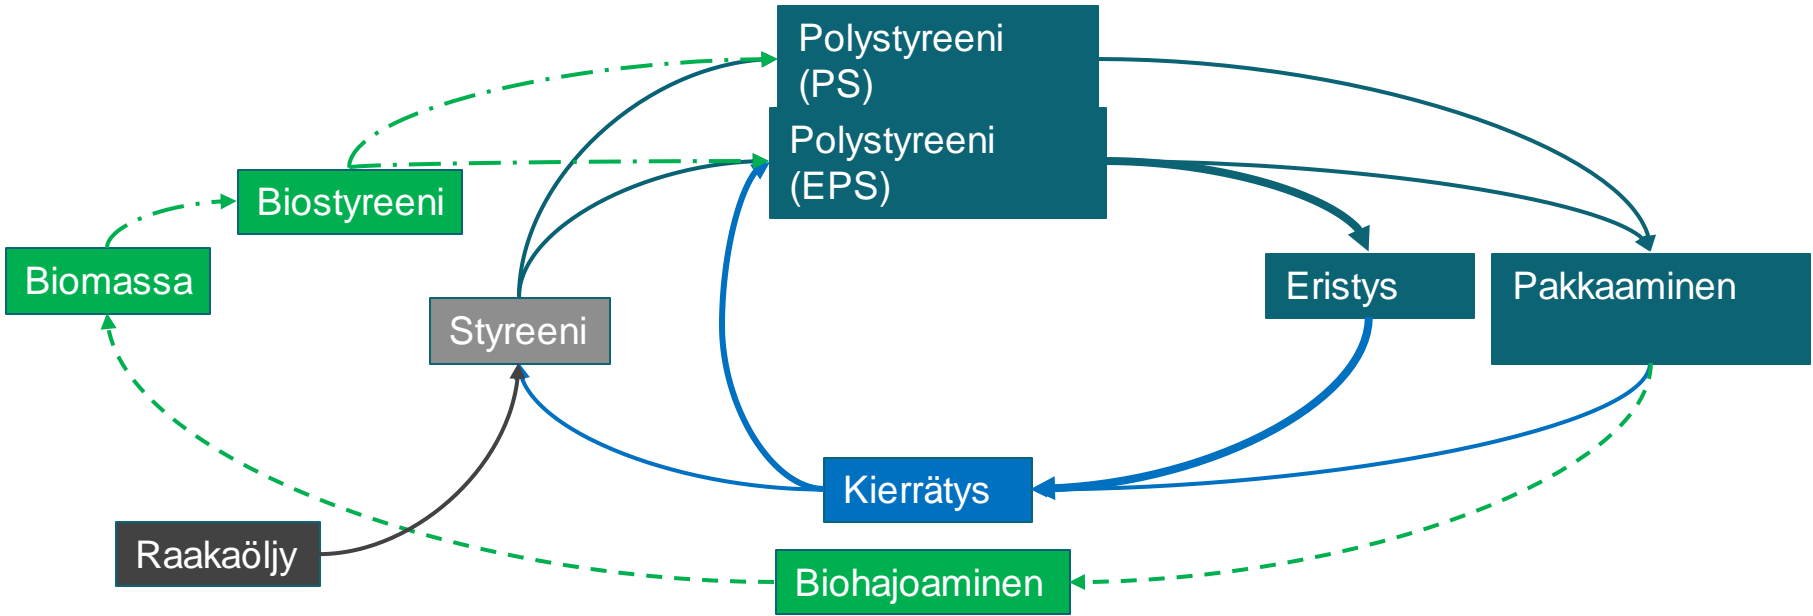 Polystyreeni
(PS)
Polystyreeni
(EPS)
Biostyreeni
Biomassa
Eristys
Pakkaaminen
Styreeni
Kierrätys
Raakaöljy
Biohajoaminen